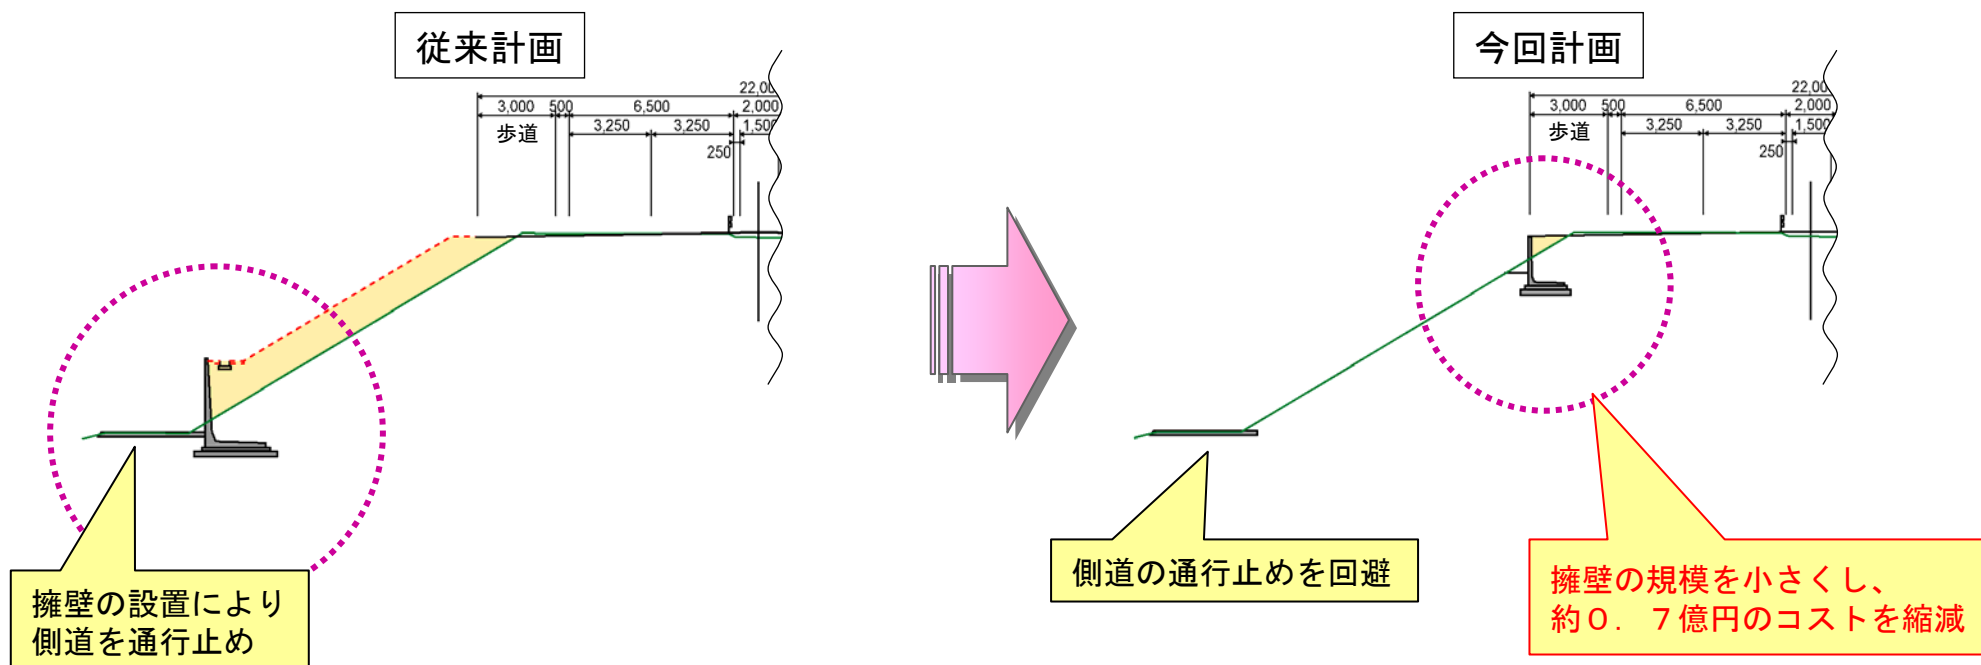 従来計画
22,00
3,000 500 6,500 2,000
歩道 3,250 3,250 1,500
250
擁壁の設置により
側道を通行止め
今回計画
22,00
3,000 500 6,500 2,000
歩道 3,250 3,250 1,500
250
側道の通行止めを回避
擁壁の規模を小さくし、
約０．７億円のコストを縮減